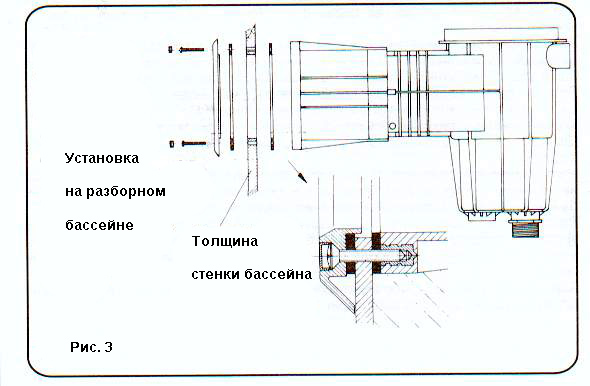 Установка
на разборном
бассейне
Толщина
стенки бассейна
Рис. 3